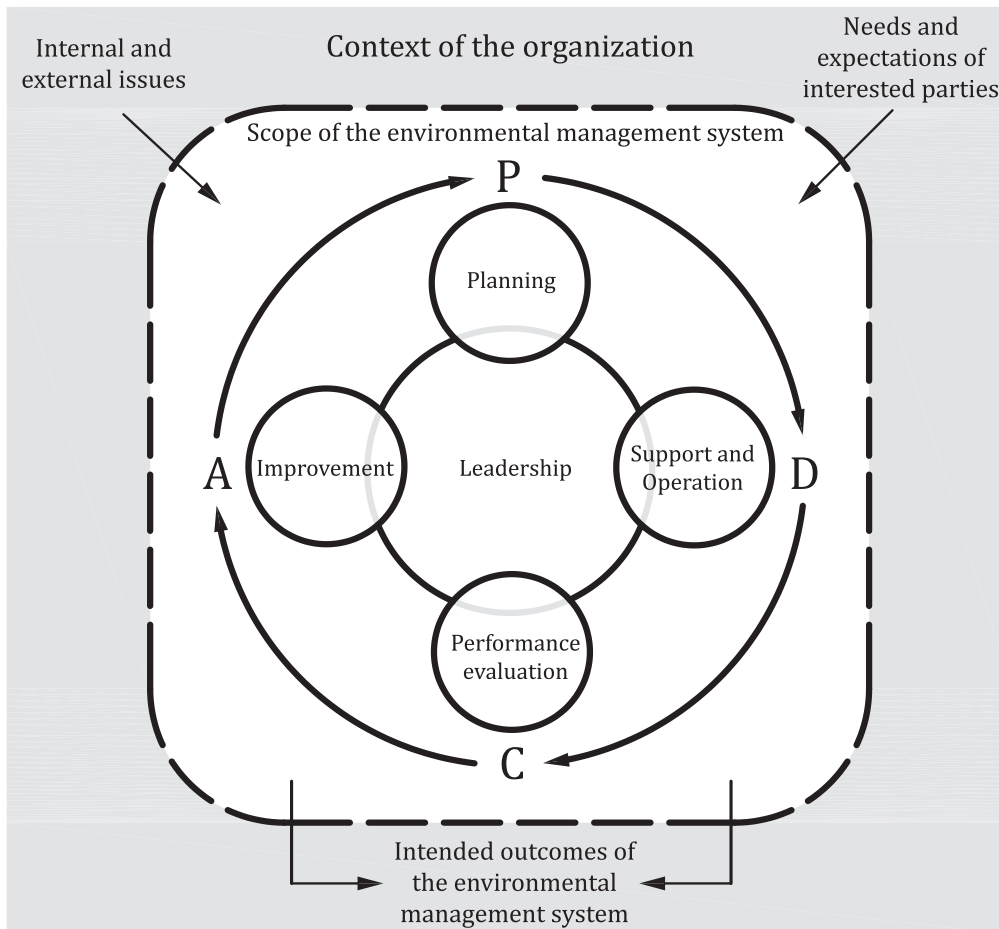 Context of the organization
Internal and
external issues
Needs and
expectations of
interested parties
Scope of the environmental management system
P
Planning
A
Improvement
Leadership
Support and
Operation
D
Performance
evaluation
C
Intended outcomes of
the environmental
management system